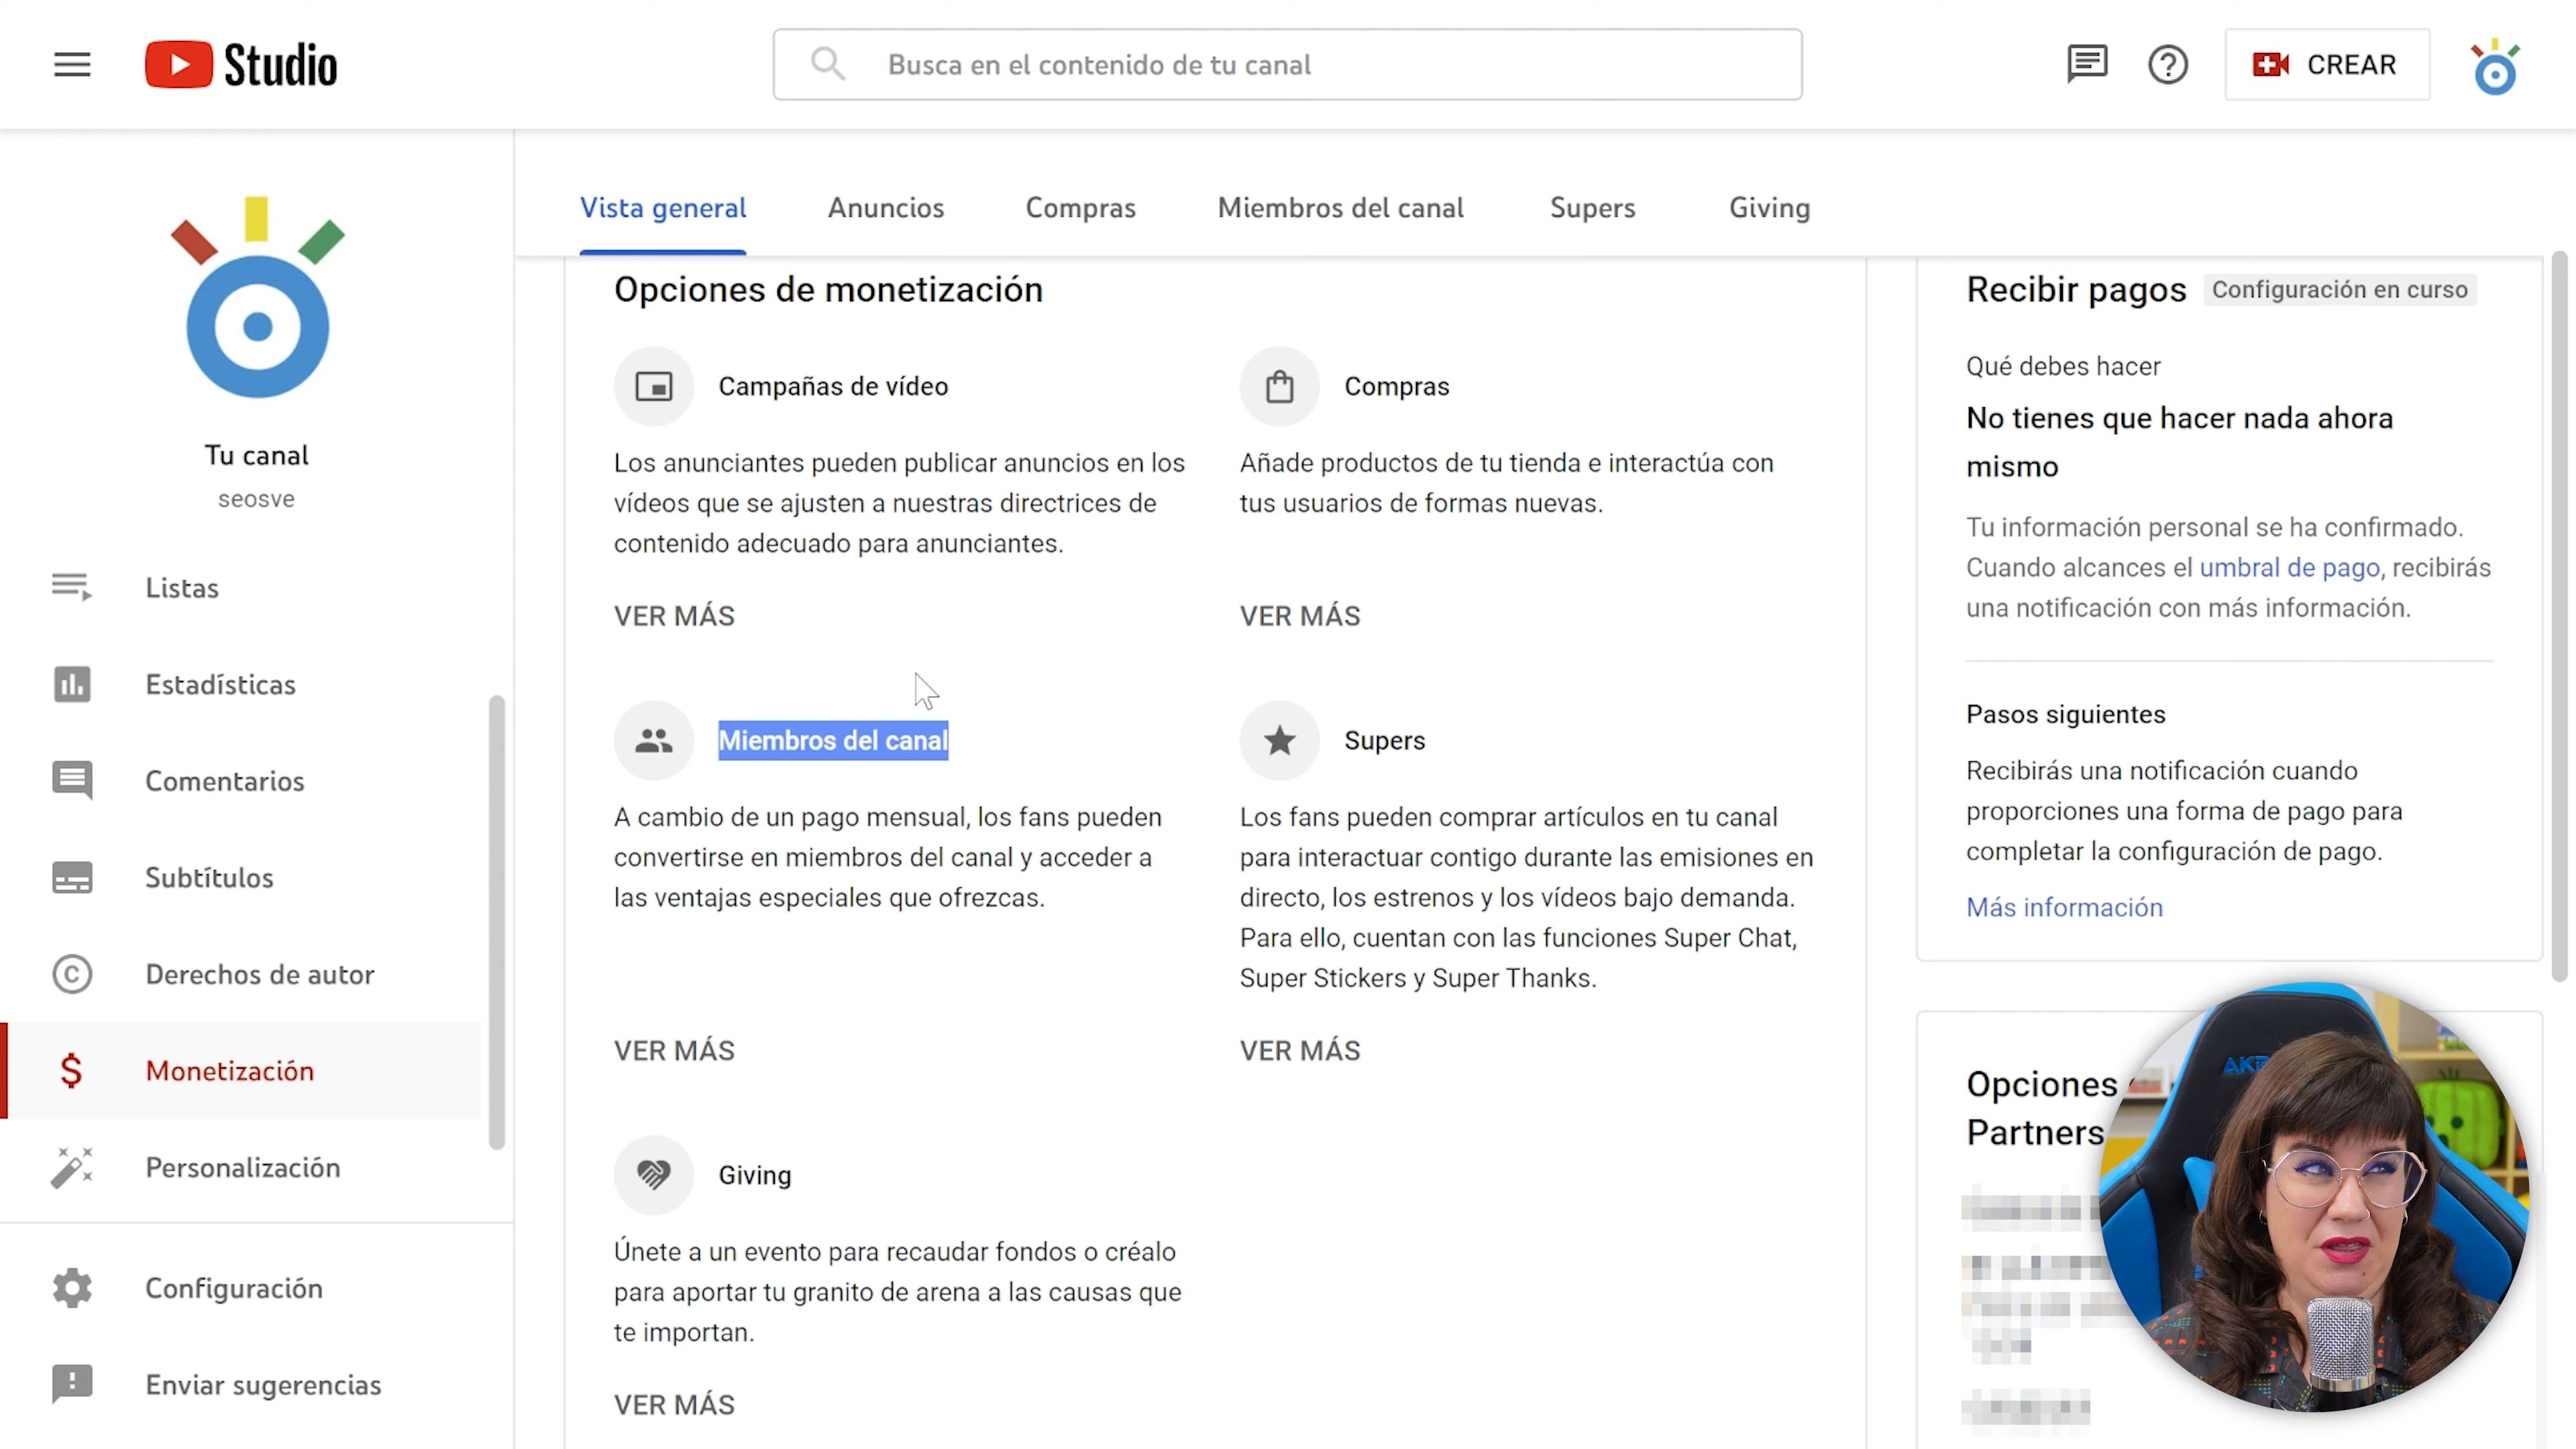 Studio
Busca en el contenido de tu canal
CREAR
Tu canal
seosve
Listas
Estadísticas
Comentarios
Subtítulos
Derechos de autor
Monetización
Personalización
Configuración
Enviar sugerencias
Vista general
Anuncios
Compras
Miembros del canal
Supers
Giving
Opciones de monetización
Campañas de vídeo
Los anunciantes pueden publicar anuncios en los
vídeos que se ajusten a nuestras directrices de
contenido adecuado para anunciantes.
VER MÁS
Compras
Añade productos de tu tienda e interactúa con
tus usuarios de formas nuevas.
VER MÁS
Miembros del canal
A cambio de un pago mensual, los fans pueden
convertirse en miembros del canal y acceder a
las ventajas especiales que ofrezcas.
VER MÁS
Supers
Los fans pueden comprar artículos en tu canal
para interactuar contigo durante las emisiones en
directo, los estrenos y los vídeos bajo demanda.
Para ello, cuentan con las funciones Super Chat,
Super Stickers y Super Thanks.
VER MÁS
Giving
Únete a un evento para recaudar fondos o créalo
para aportar tu granito de arena a las causas que
te importan.
VER MÁS
Recibir pagos
Configuración en curso
Qué debes hacer
No tienes que hacer nada ahora
mismo
Tu información personal se ha confirmado.
Cuando alcances el umbral de pago, recibirás
una notificación con más información.
Pasos siguientes
Recibirás una notificación cuando
proporciones una forma de pago para
completar la configuración de pago.
Más información
Opciones
Partners